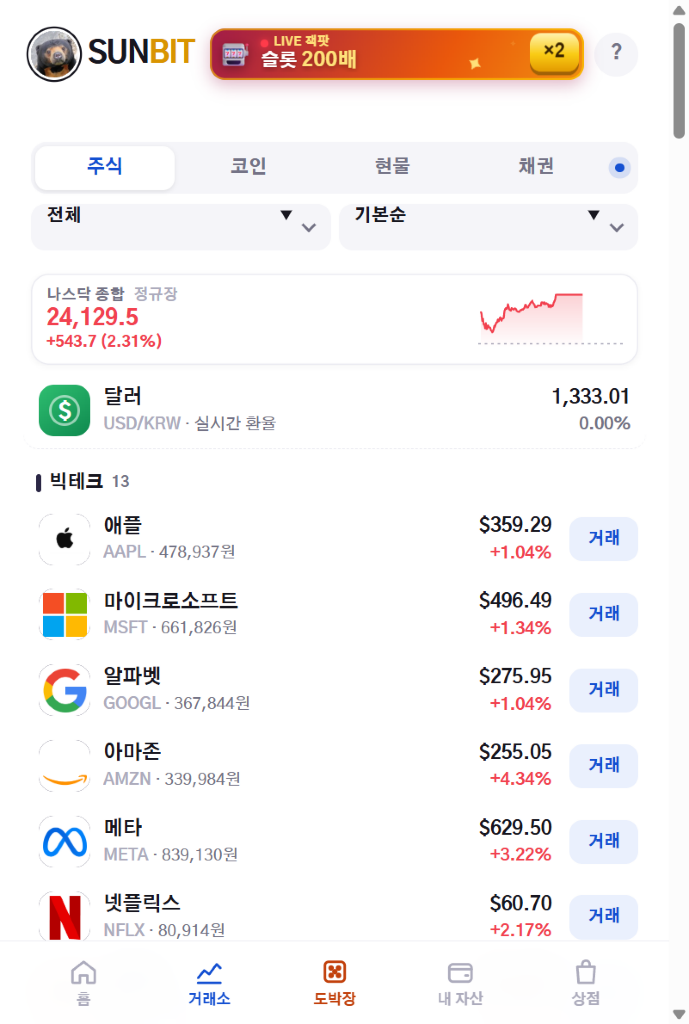 SUNBIT
LIVE 잭팟
슬롯 200배
×2
?
주식
코인
현물
채권
전체
기본순
나스닥 종합 정규장
24,129.5
+543.7 (2.31%)
달러
1,333.01
USD/KRW · 실시간 환율
0.00%
빅테크 13
애플
$359.29
거래
AAPL · 478,937원
+1.04%
마이크로소프트
$496.49
거래
MSFT · 661,826원
+1.34%
알파벳
$275.95
거래
GOOGL · 367,844원
+1.04%
아마존
$255.05
거래
AMZN · 339,984원
+4.34%
메타
$629.50
거래
META · 839,130원
+3.22%
넷플릭스
$60.70
거래
NFLX · 80,914원
+2.17%
홈
거래소
도박장
내 자산
상점